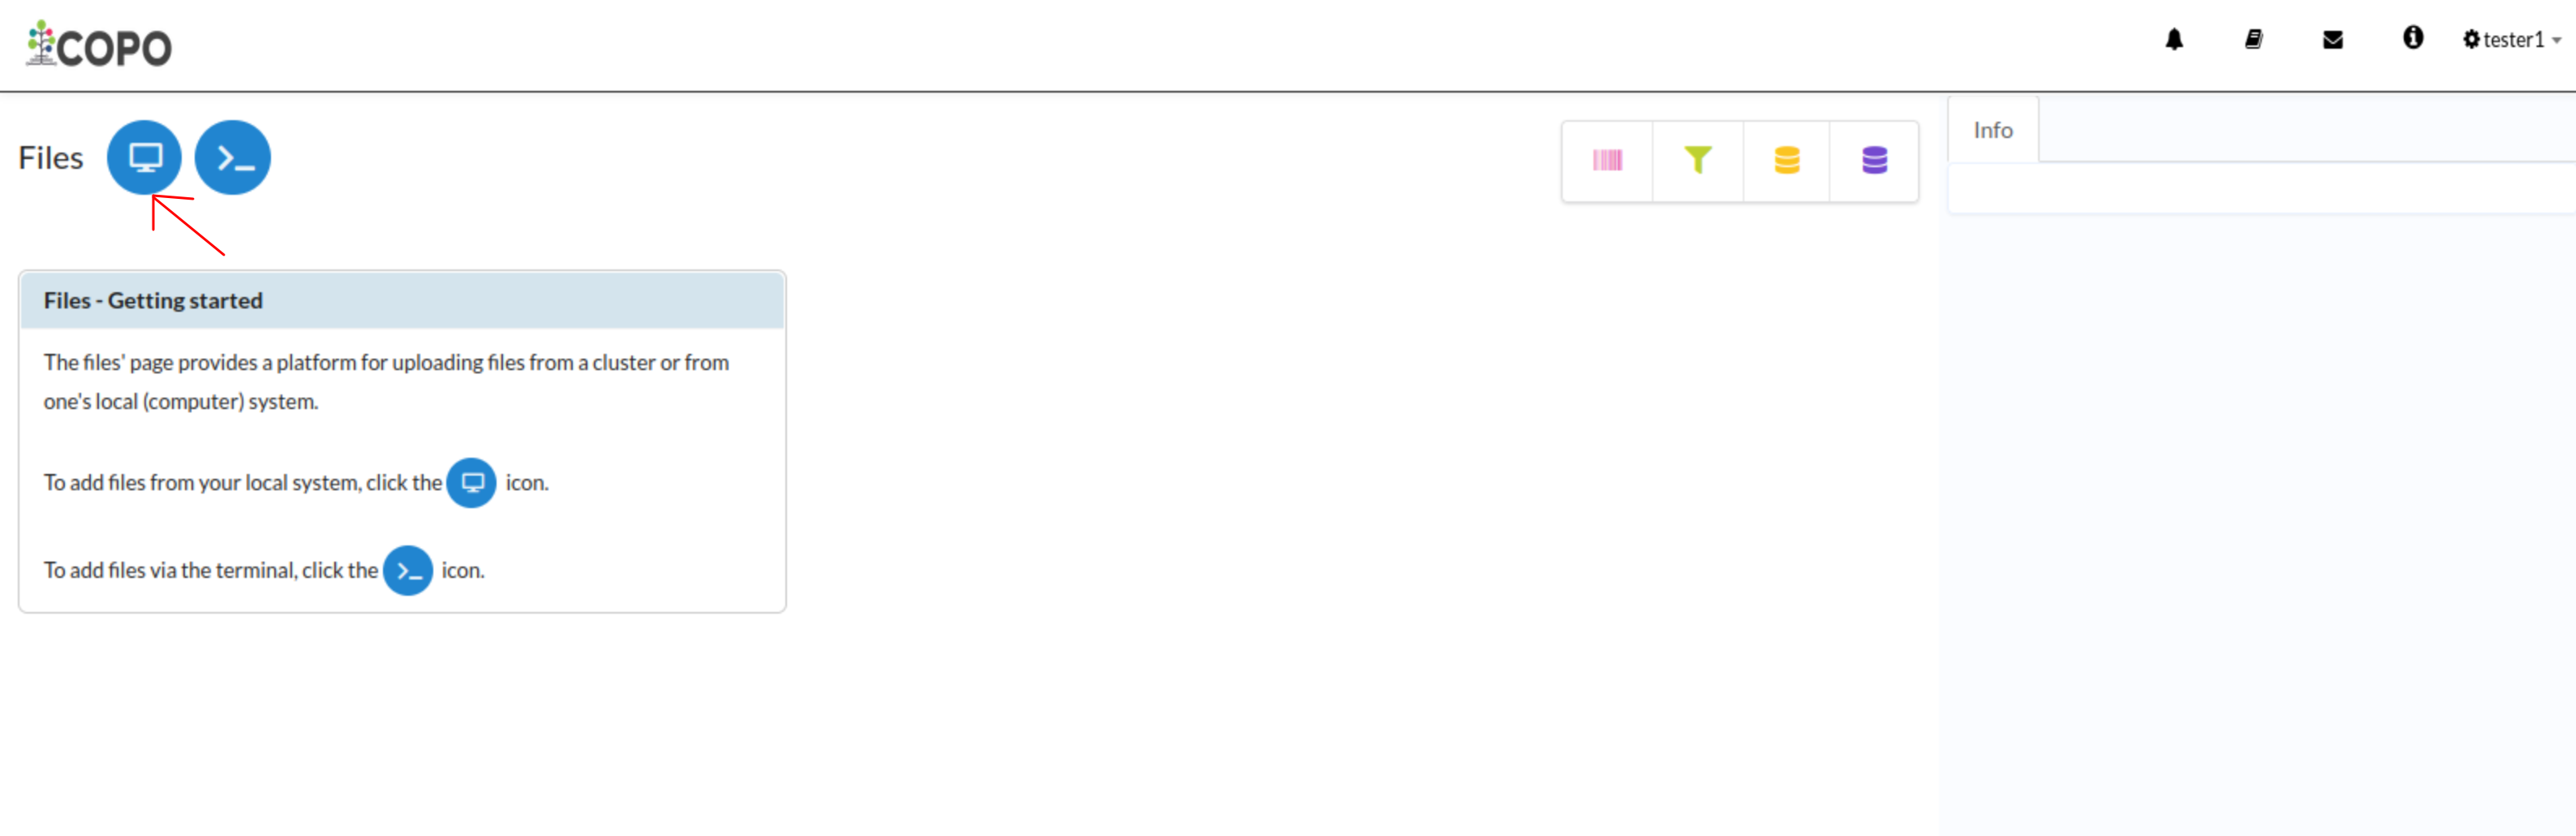 COPO
tester1
Files
Info
Files - Getting started
The files' page provides a platform for uploading files from a cluster or from
one's local (computer) system.
To add files from your local system, click the icon.
To add files via the terminal, click the icon.